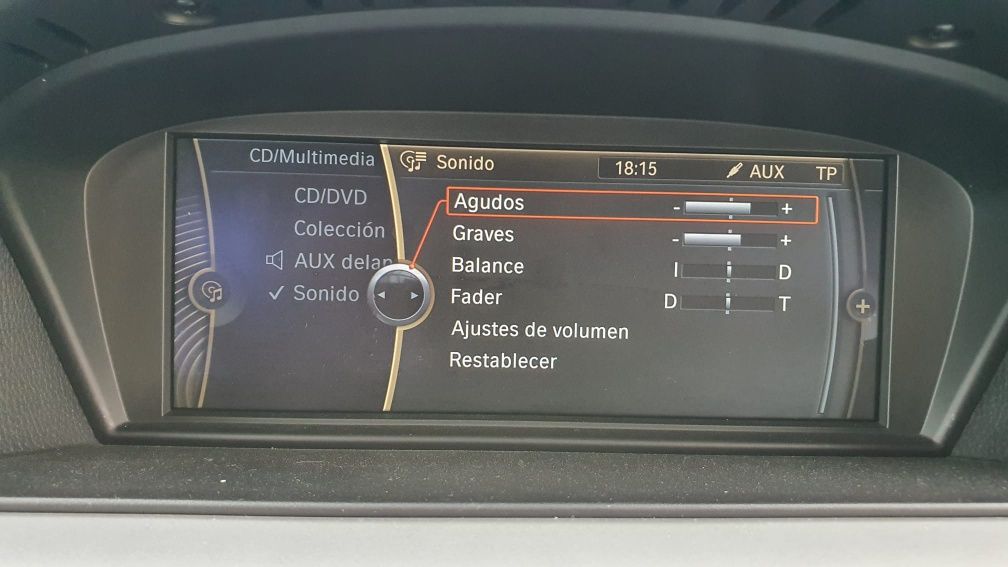 CD/Multimedia
Sonido
18:15
AUX
TP
CD/DVD
Colección
AUX delan
Sonido
Agudos - +
Graves - +
Balance I D
Fader D T
Ajustes de volumen
Restablecer
+